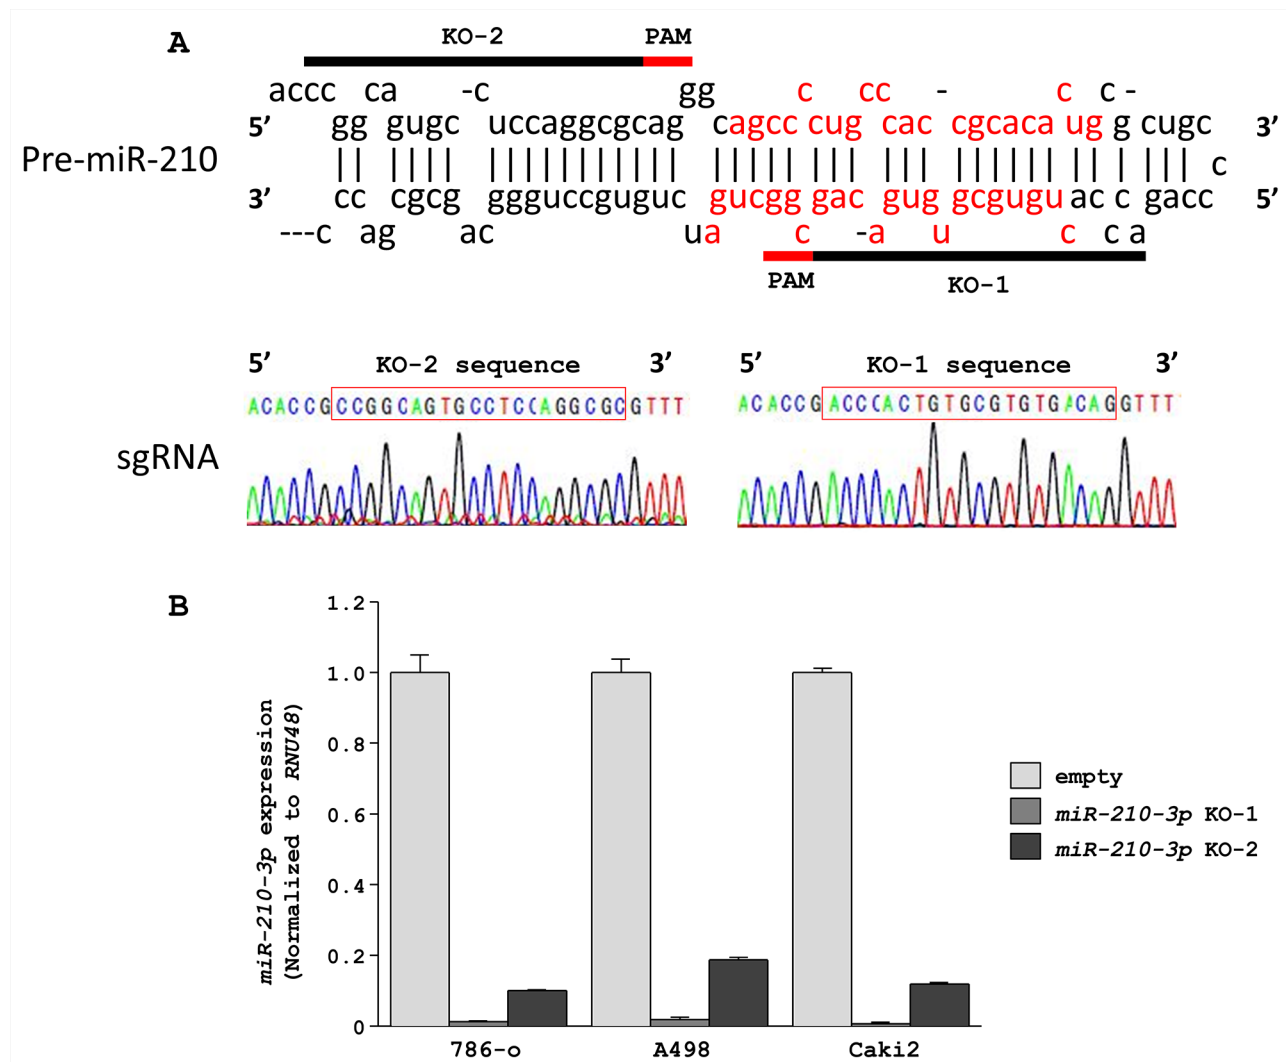 A
KO-2 PAM
accc ca -c gg c cc - c c -
5’ gg gugc uccaggcgcag cagcc cug cac cgcaca ug g cugc 3’
Pre-miR-210
c
3’ cc cgcg ggguccguguc gucgg gac gug gcgugu ac c gacc 5’
---c ag ac ua c -a u c c a
PAM KO-1
5’ KO-2 sequence 3’ 5’ KO-1 sequence 3’
ACACCGCCGGCAGTGCCTCCAGGCGCGTTT ACACCGACCCACTGTGCGTGTGACAGGTTT
sgRNA
B
miR-210-3p expression
(Normalized to RNU48)
1.2
1.0
0.8
0.6
0.4
0.2
0
786-o A498 Caki2
empty
miR-210-3p KO-1
miR-210-3p KO-2